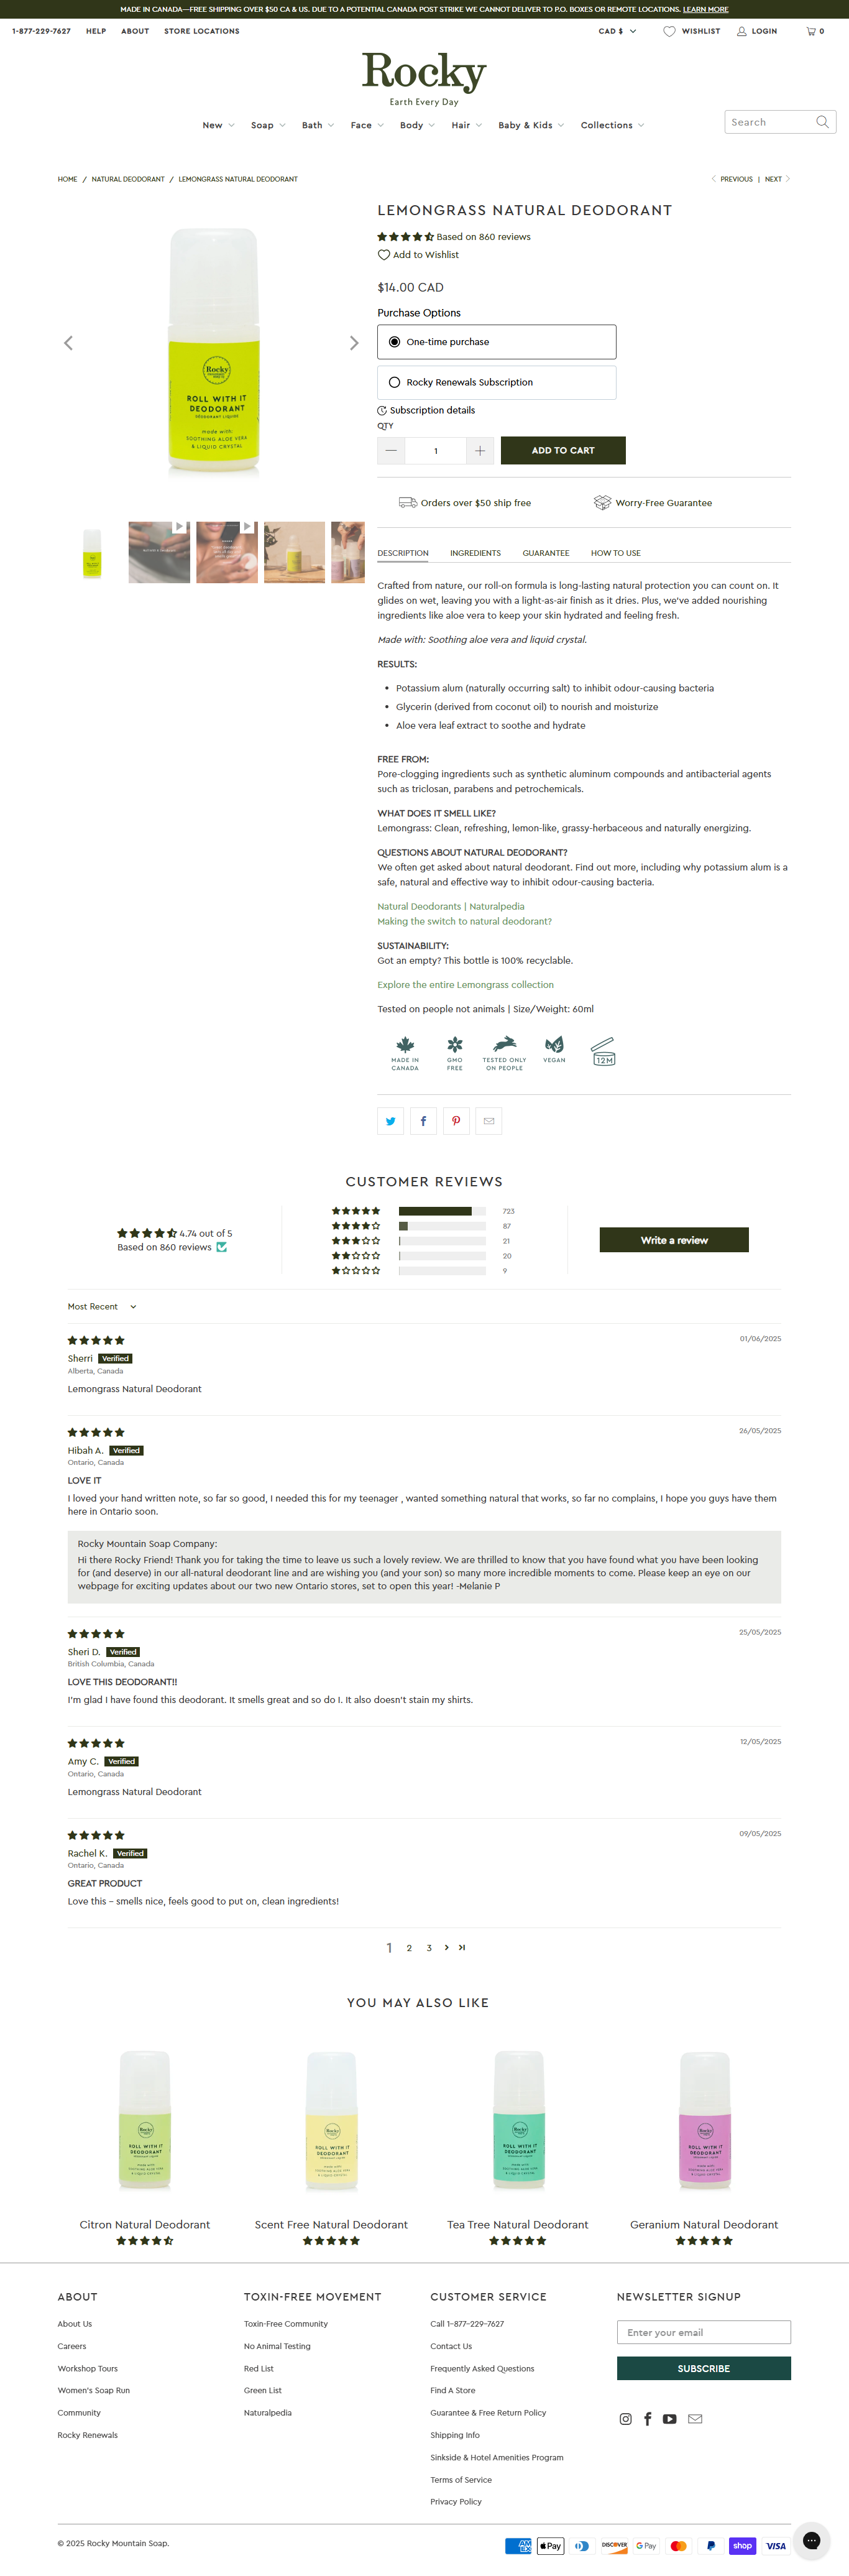 MADE IN CANADA—FREE SHIPPING OVER $50 CA & US. DUE TO A POTENTIAL CANADA POST STRIKE WE CANNOT DELIVER TO P.O. BOXES OR REMOTE LOCATIONS. LEARN MORE
1-877-229-7627 HELP ABOUT STORE LOCATIONS CAD $ WISHLIST LOGIN 0
Rocky
Earth Every Day
New Soap Bath Face Body Hair Baby & Kids Collections Search
HOME / NATURAL DEODORANT / LEMONGRASS NATURAL DEODORANT PREVIOUS | NEXT
Rocky
ROLL WITH IT
DEODORANT
DÉODORANT LIQUIDE
made with:
SOOTHING ALOE VERA
& LIQUID CRYSTAL
LEMONGRASS NATURAL DEODORANT
Based on 860 reviews
Add to Wishlist
$14.00 CAD
Purchase Options
One-time purchase
Rocky Renewals Subscription
Subscription details
QTY
1 ADD TO CART
Orders over $50 ship free Worry-Free Guarantee
DESCRIPTION INGREDIENTS GUARANTEE HOW TO USE
Crafted from nature, our roll-on formula is long-lasting natural protection you can count on. It
glides on wet, leaving you with a light-as-air finish as it dries. Plus, we've added nourishing
ingredients like aloe vera to keep your skin hydrated and feeling fresh.
Made with: Soothing aloe vera and liquid crystal.
RESULTS:
• Potassium alum (naturally occurring salt) to inhibit odour-causing bacteria
• Glycerin (derived from coconut oil) to nourish and moisturize
• Aloe vera leaf extract to soothe and hydrate
FREE FROM:
Pore-clogging ingredients such as synthetic aluminum compounds and antibacterial agents
such as triclosan, parabens and petrochemicals.
WHAT DOES IT SMELL LIKE?
Lemongrass: Clean, refreshing, lemon-like, grassy-herbaceous and naturally energizing.
QUESTIONS ABOUT NATURAL DEODORANT?
We often get asked about natural deodorant. Find out more, including why potassium alum is a
safe, natural and effective way to inhibit odour-causing bacteria.
Natural Deodorants | Naturalpedia
Making the switch to natural deodorant?
SUSTAINABILITY:
Got an empty? This bottle is 100% recyclable.
Explore the entire Lemongrass collection
Tested on people not animals | Size/Weight: 60ml
MADE IN CANADA
GMO FREE
TESTED ONLY ON PEOPLE
VEGAN
12M
CUSTOMER REVIEWS
4.74 out of 5
Based on 860 reviews
723
87
21
20
9
Write a review
Most Recent
01/06/2025
Sherri Verified
Alberta, Canada
Lemongrass Natural Deodorant
26/05/2025
Hibah A. Verified
Ontario, Canada
LOVE IT
I loved your hand written note, so far so good, I needed this for my teenager , wanted something natural that works, so far no complains, I hope you guys have them
here in Ontario soon.
Rocky Mountain Soap Company:
Hi there Rocky Friend! Thank you for taking the time to leave us such a lovely review. We are thrilled to know that you have found what you have been looking
for (and deserve) in our all-natural deodorant line and are wishing you (and your son) so many more incredible moments to come. Please keep an eye on our
webpage for exciting updates about our two new Ontario stores, set to open this year! -Melanie P
25/05/2025
Sheri D. Verified
British Columbia, Canada
LOVE THIS DEODORANT!!
I'm glad I have found this deodorant. It smells great and so do I. It also doesn't stain my shirts.
12/05/2025
Amy C. Verified
Ontario, Canada
Lemongrass Natural Deodorant
09/05/2025
Rachel K. Verified
Ontario, Canada
GREAT PRODUCT
Love this – smells nice, feels good to put on, clean ingredients!
1 2 3
YOU MAY ALSO LIKE
ROLL WITH IT DEODORANT
ROLL WITH IT DEODORANT
ROLL WITH IT DEODORANT
ROLL WITH IT DEODORANT
Citron Natural Deodorant Scent Free Natural Deodorant Tea Tree Natural Deodorant Geranium Natural Deodorant
ABOUT
About Us
Careers
Workshop Tours
Women's Soap Run
Community
Rocky Renewals
TOXIN-FREE MOVEMENT
Toxin-Free Community
No Animal Testing
Red List
Green List
Naturalpedia
CUSTOMER SERVICE
Call 1-877-229-7627
Contact Us
Frequently Asked Questions
Find A Store
Guarantee & Free Return Policy
Shipping Info
Sinkside & Hotel Amenities Program
Terms of Service
Privacy Policy
NEWSLETTER SIGNUP
Enter your email
SUBSCRIBE
© 2025 Rocky Mountain Soap.
AMEX Apple Pay DISCOVER G Pay PayPal shop VISA